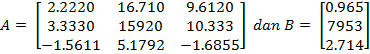 A = [2.2220 16.710 9.6120
3.3330 15920 10.333
−1.5611 5.1792 −1.6855] dan B = [0.965
7953
2.714]